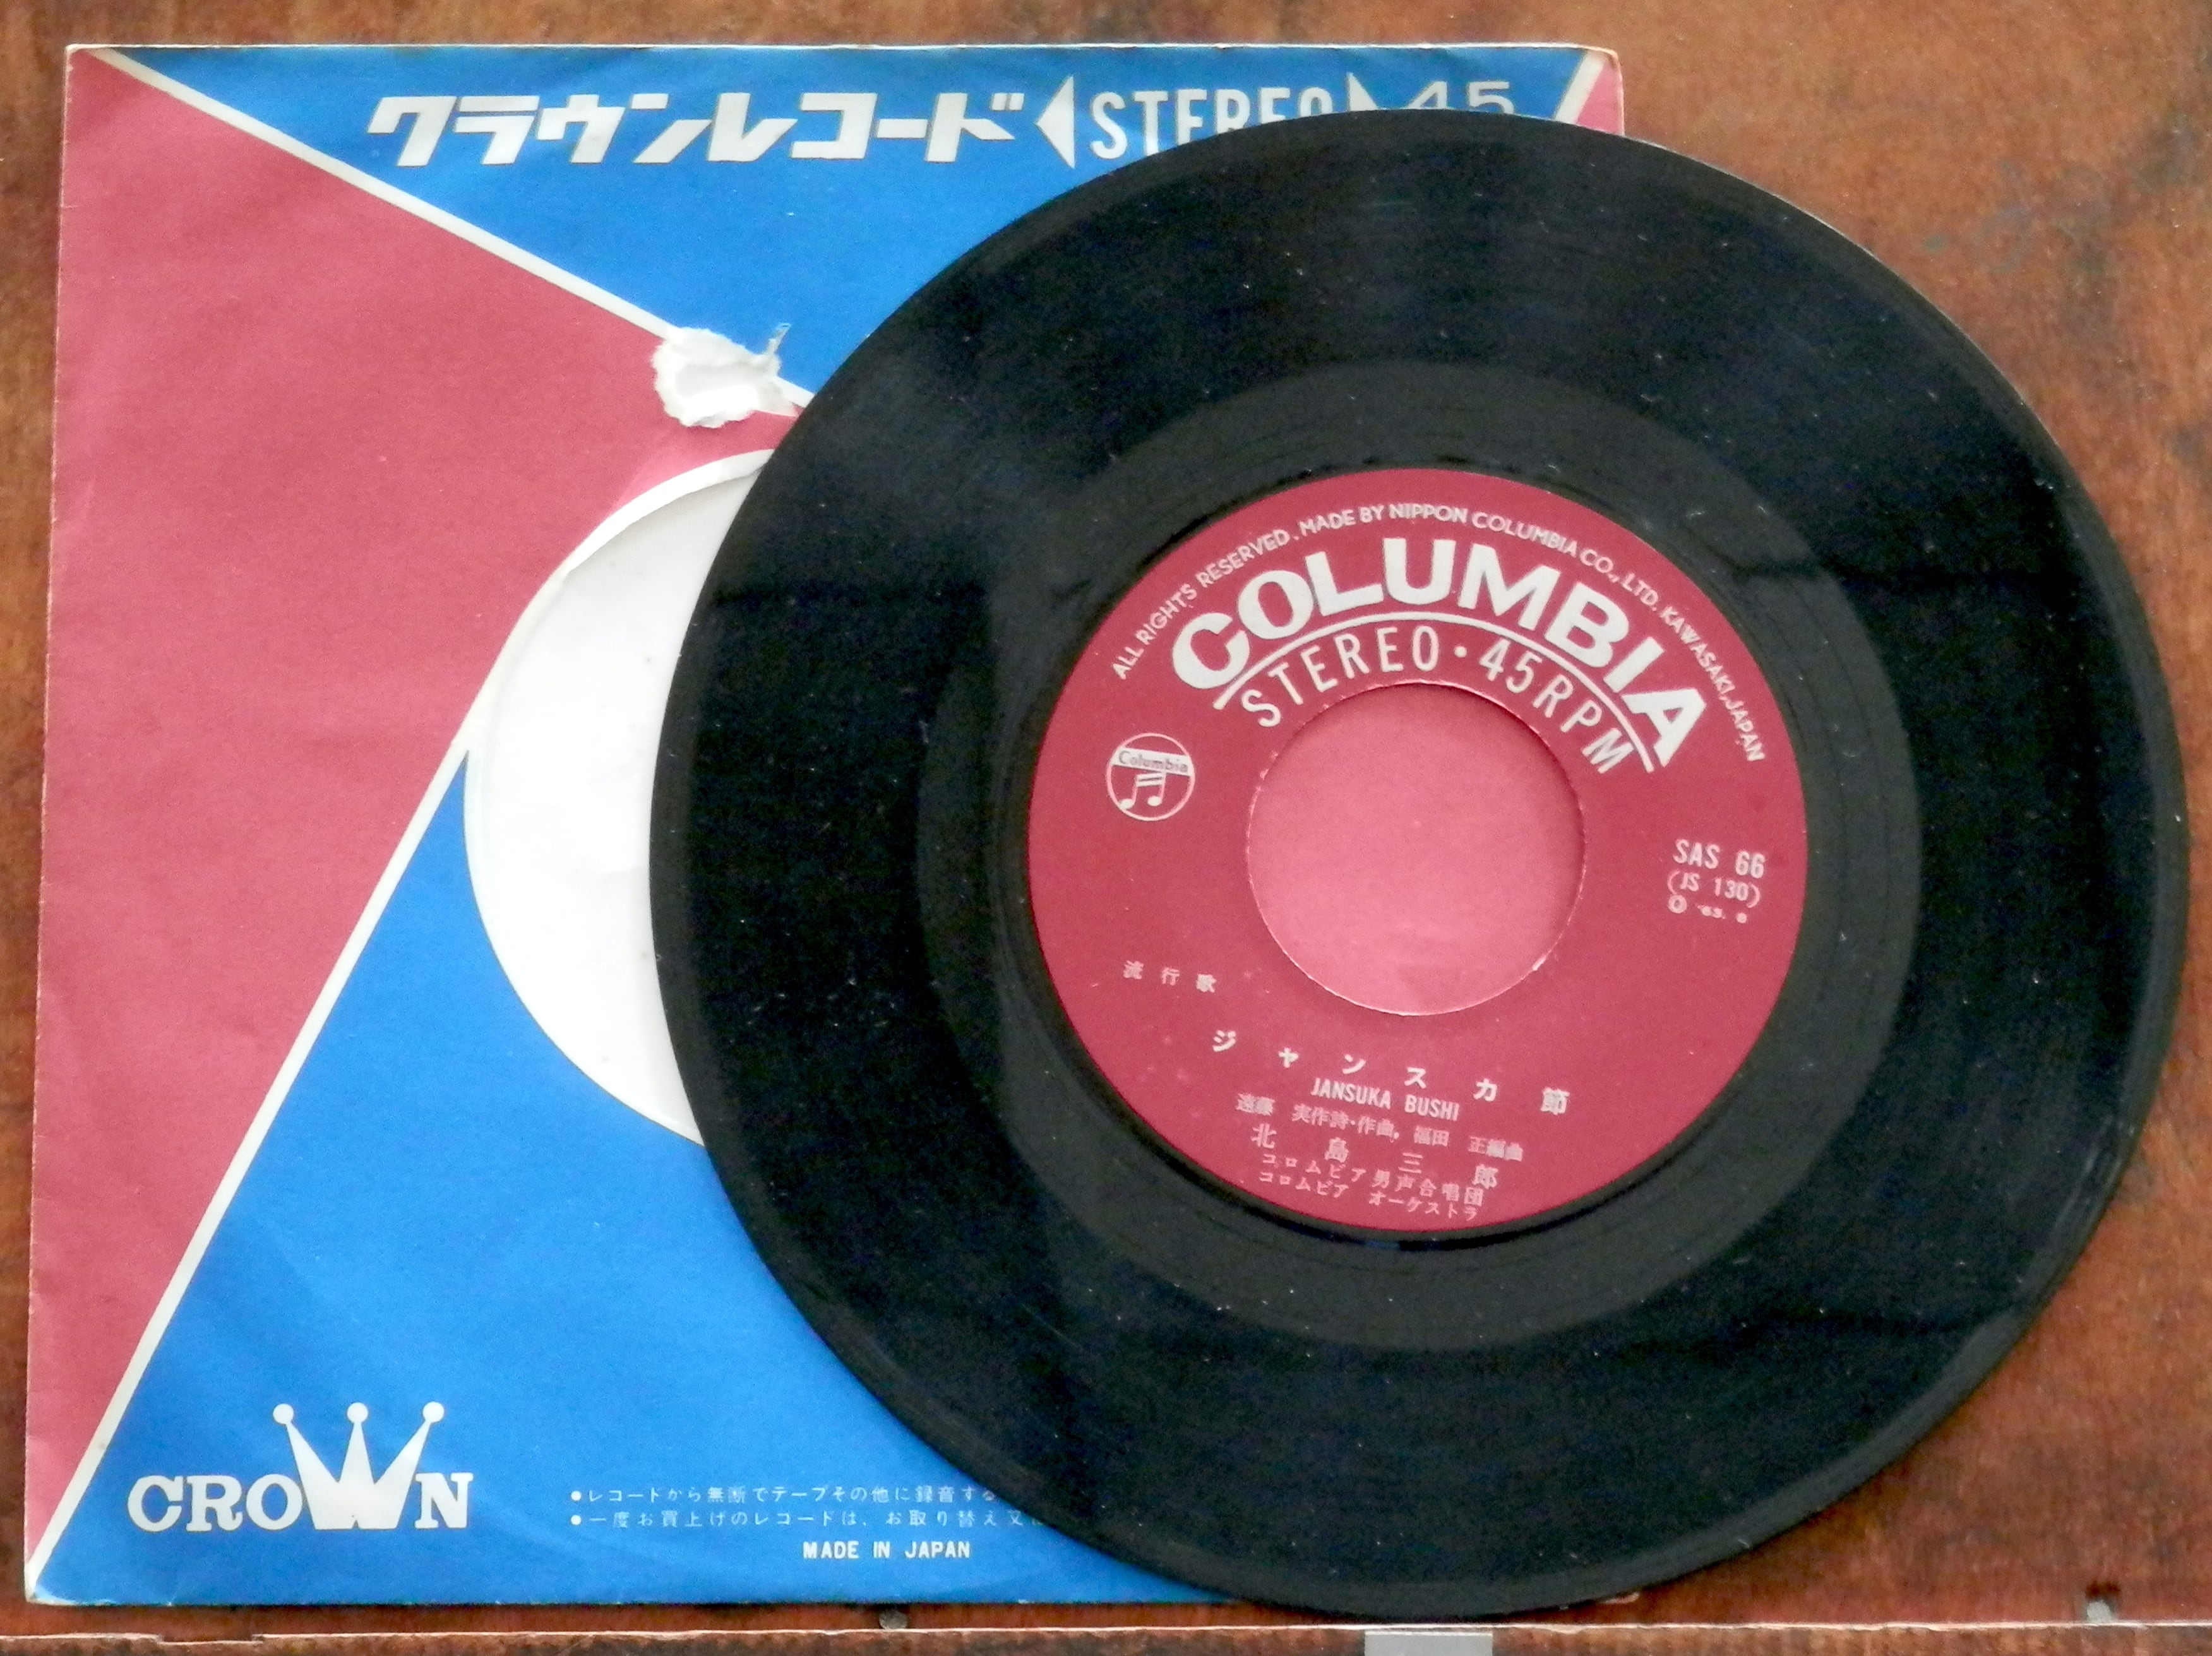 クラウンレコード STEREO 45
CROWN
●レコードから無断でテープその他に録音する
●一度お買上げのレコードは、お取り替え又は
MADE IN JAPAN
ALL RIGHTS RESERVED. MADE BY NIPPON COLUMBIA CO., LTD. KAWASAKI, JAPAN
COLUMBIA
STEREO・45RPM
Columbia
SAS 66
(JS 130)
流行歌
ジャンスカ節
JANSUKA BUSHI
遠藤 実作詩・作曲, 福田 正編曲
北島三郎
コロムビア男声合唱団
コロムビア オーケストラ